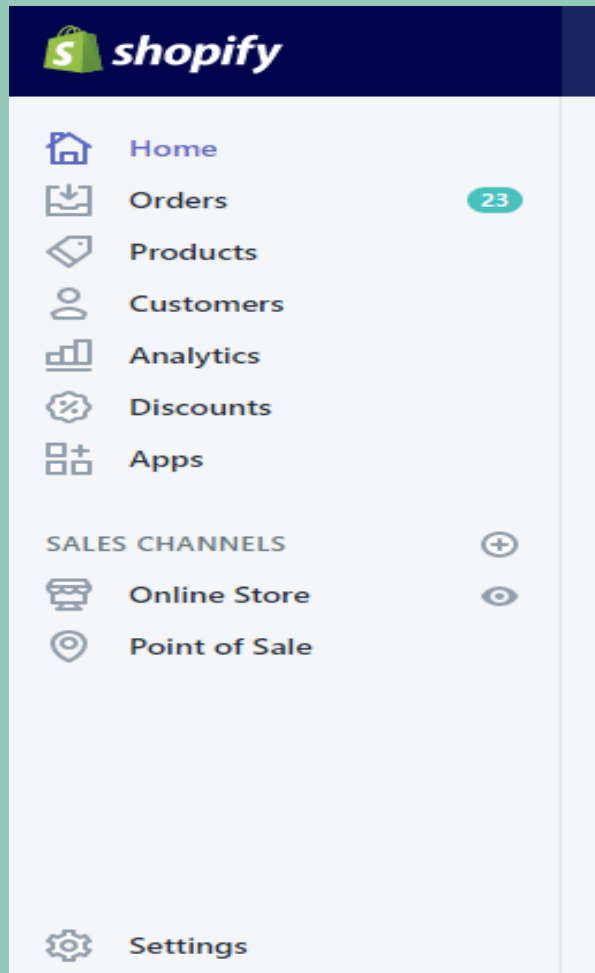 shopify
Home
Orders 23
Products
Customers
Analytics
Discounts
Apps
SALES CHANNELS
Online Store
Point of Sale
Settings